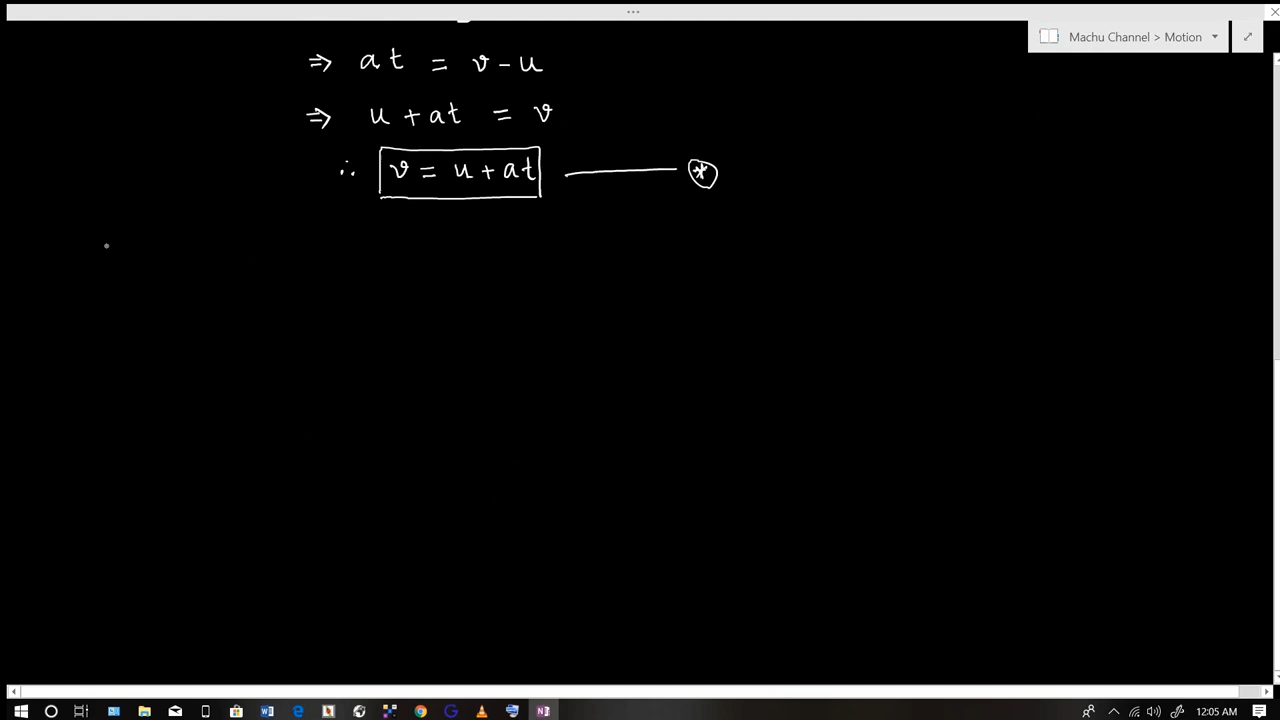 Machu Channel > Motion
⇒ at = v - u
⇒ u + at = v
∴ v = u + at ——— *
12:05 AM